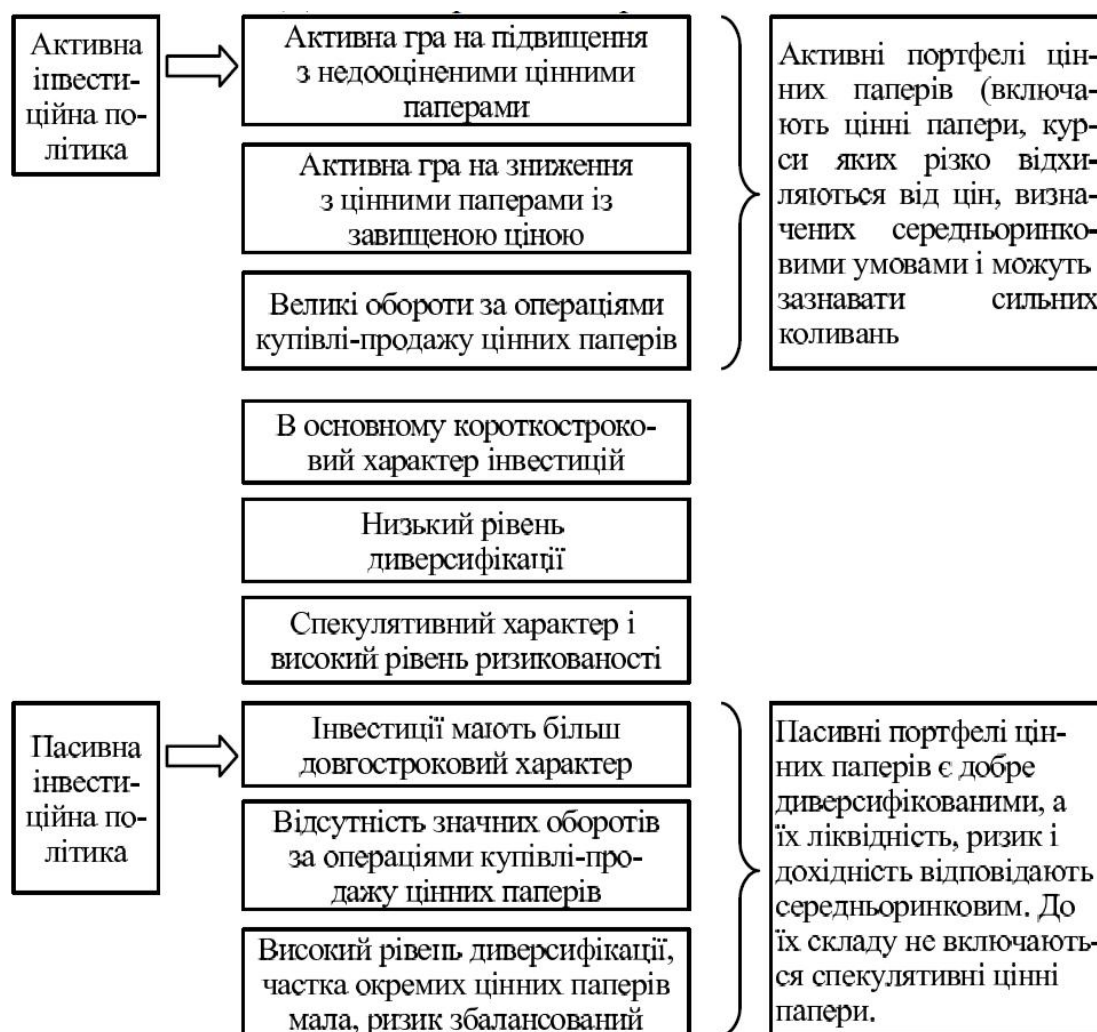 Активна
інвести-
ційна по-
літика
Активна гра на підвищення
з недооціненими цінними
паперами
Активна гра на зниження
з цінними паперами із
завищеною ціною
Великі обороти за операціями
купівлі-продажу цінних паперів
Активні портфелі цін-
них паперів (включа-
ють цінні папери, кур-
си яких різко відхи-
ляються від цін, визна-
чених середньоринко-
вими умовами і можуть
зазнавати сильних
коливань
В основному короткостроко-
вий характер інвестицій
Низький рівень
диверсифікації
Спекулятивний характер і
високий рівень ризикованості
Пасивна
інвести-
ційна по-
літика
Інвестиції мають більш
довгостроковий характер
Відсутність значних оборотів
за операціями купівлі-про-
дажу цінних паперів
Високий рівень диверсифікації,
частка окремих цінних паперів
мала, ризик збалансований
Пасивні портфелі цін-
них паперів є добре
диверсифікованими, а
їх ліквідність, ризик і
дохідність відповідають
середньоринковим. До
їх складу не включають-
ся спекулятивні цінні
папери.